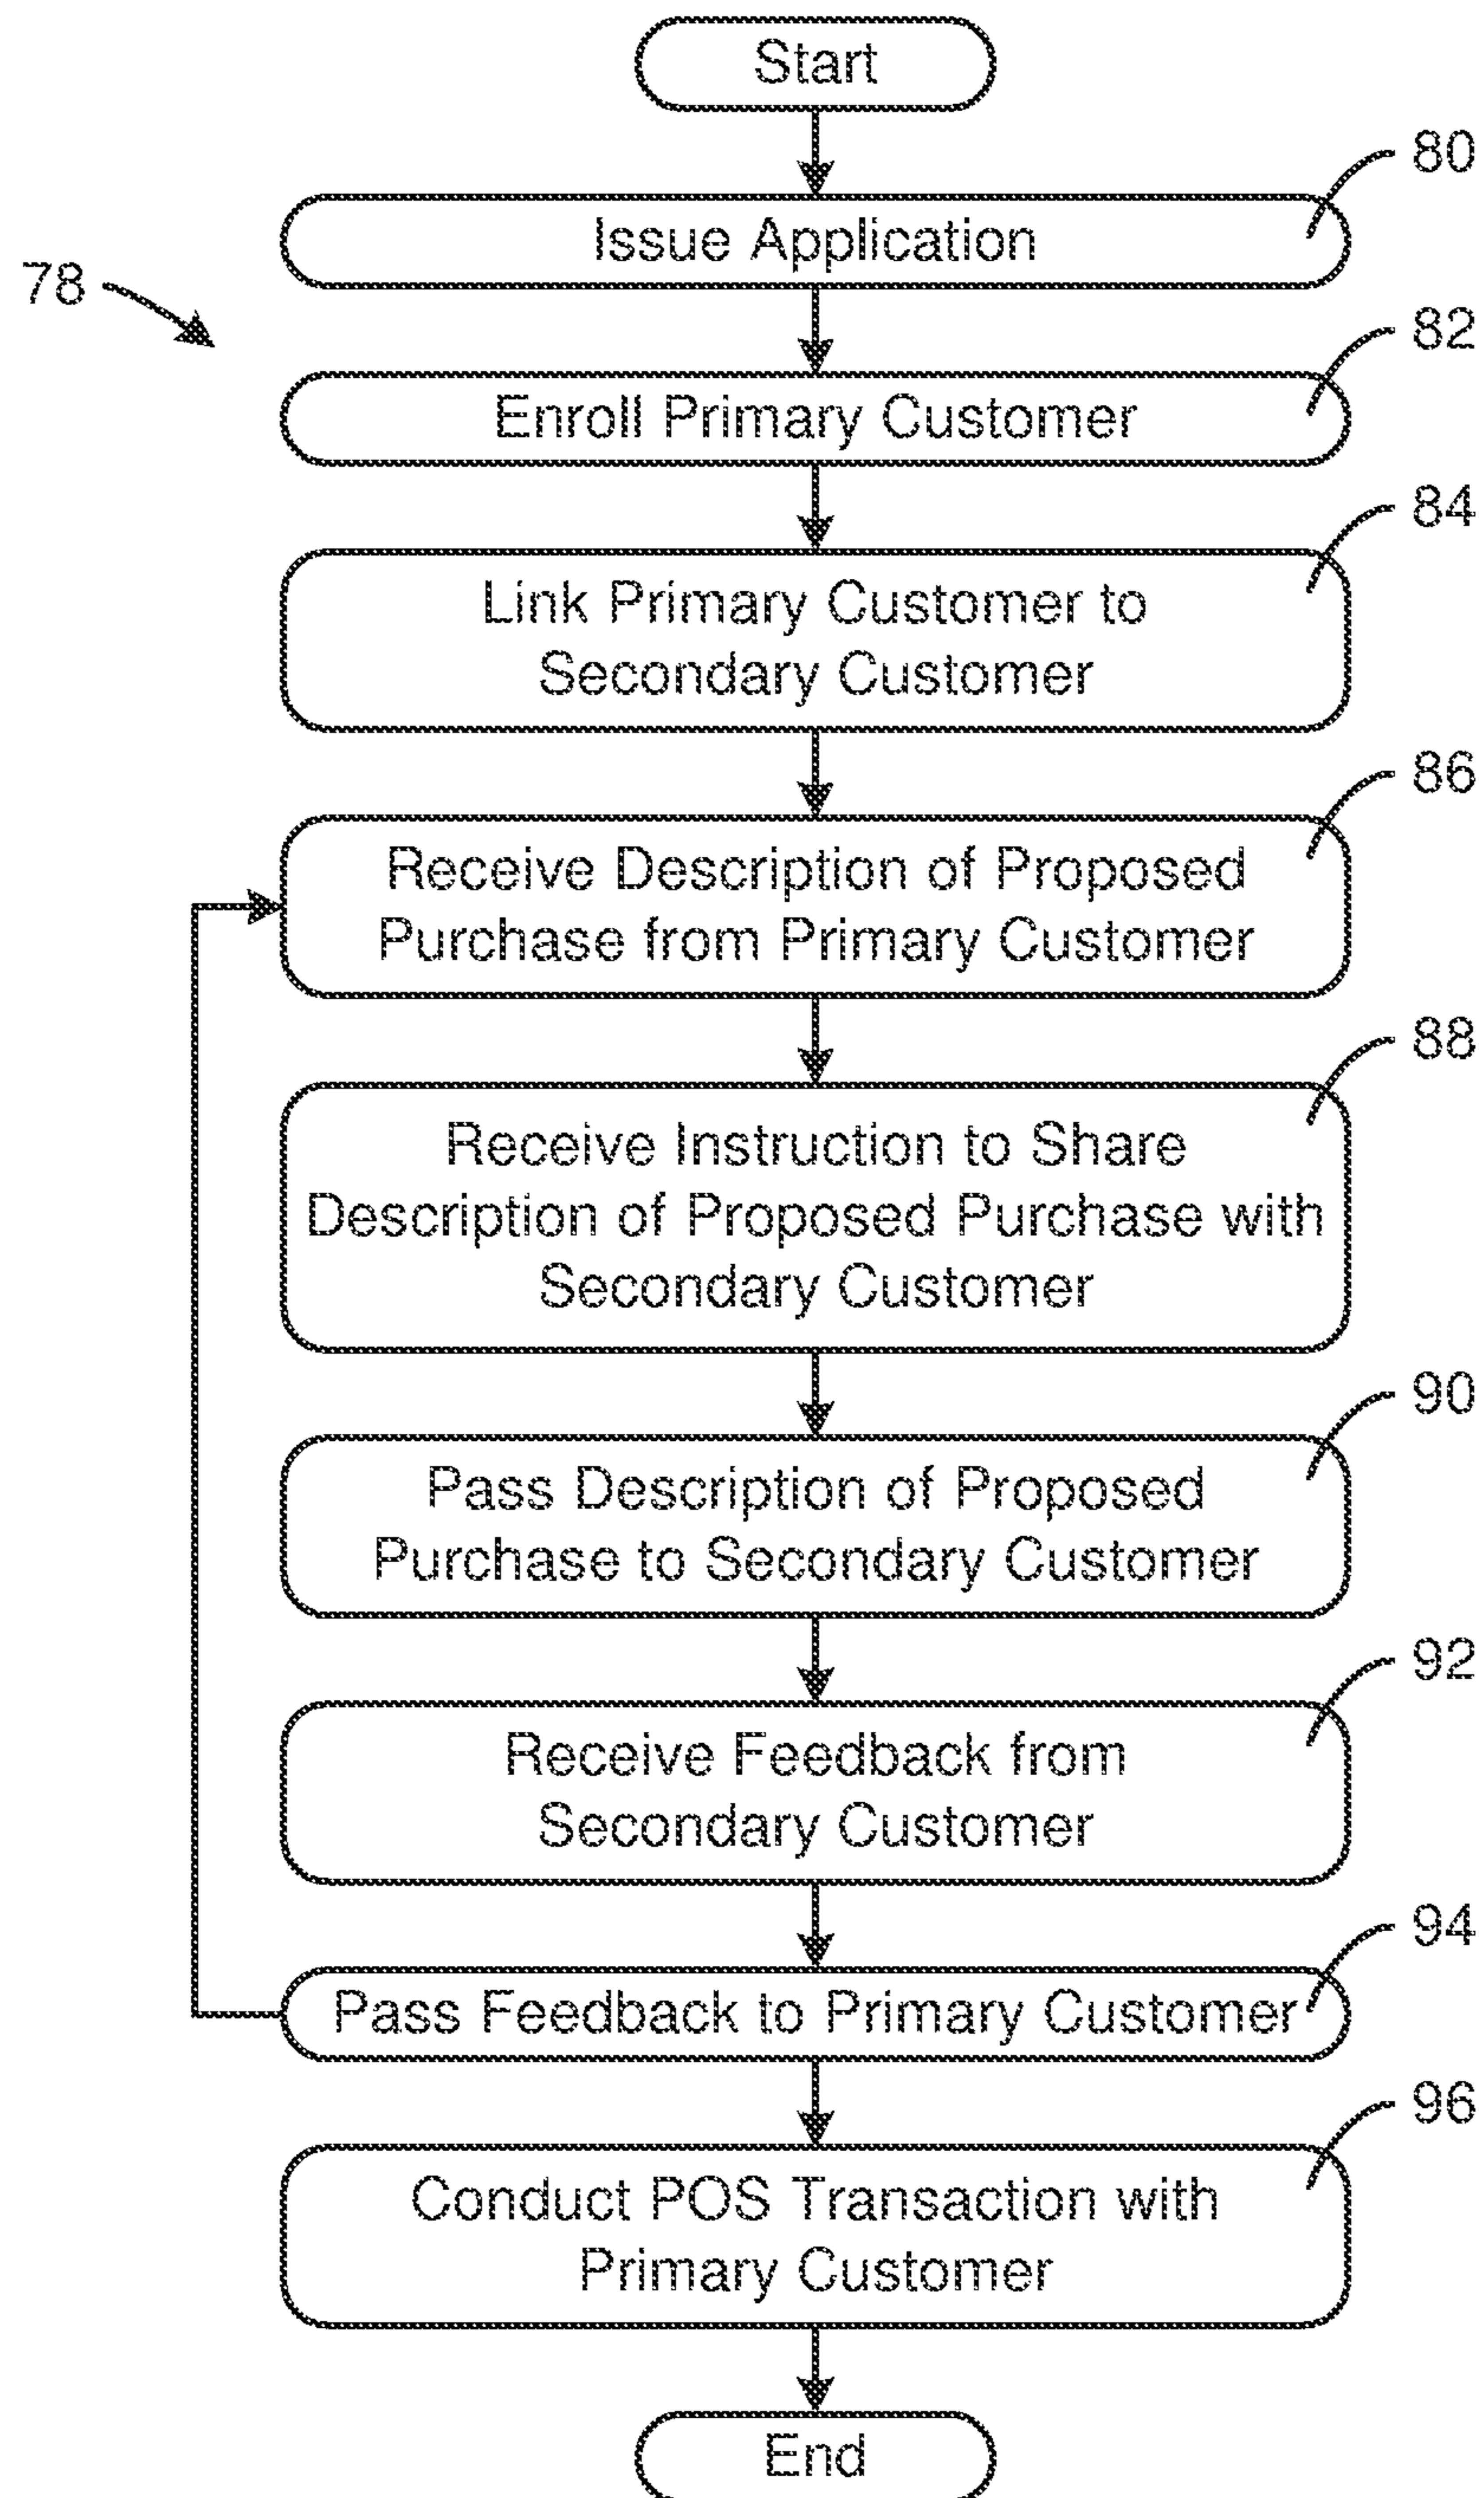 Start
80
Issue Application
78
82
Enroll Primary Customer
84
Link Primary Customer to
Secondary Customer
86
Receive Description of Proposed
Purchase from Primary Customer
88
Receive Instruction to Share
Description of Proposed Purchase with
Secondary Customer
90
Pass Description of Proposed
Purchase to Secondary Customer
92
Receive Feedback from
Secondary Customer
94
Pass Feedback to Primary Customer
96
Conduct POS Transaction with
Primary Customer
End